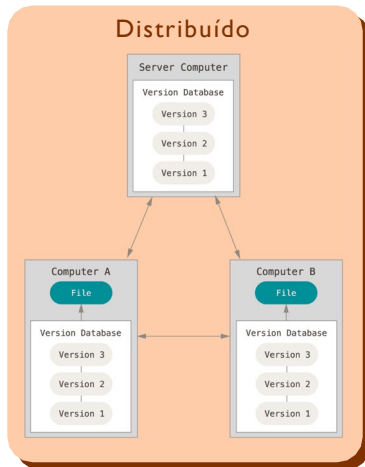 Distribuído
Server Computer
Version Database
Version 3
Version 2
Version 1
Computer A
File
Version Database
Version 3
Version 2
Version 1
Computer B
File
Version Database
Version 3
Version 2
Version 1